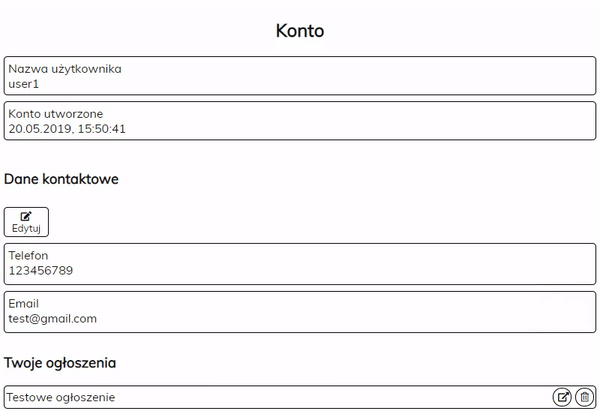 Konto
Nazwa użytkownika
user1
Konto utworzone
20.05.2019, 15:50:41
Dane kontaktowe
Edytuj
Telefon
123456789
Email
test@gmail.com
Twoje ogłoszenia
Testowe ogłoszenie